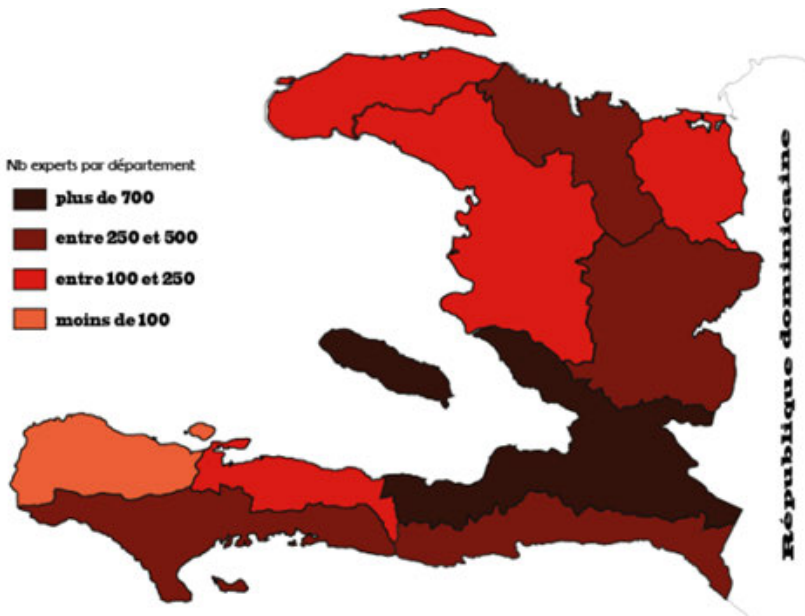 Nb experts par département
plus de 700
entre 250 et 500
entre 100 et 250
moins de 100
République dominicaine